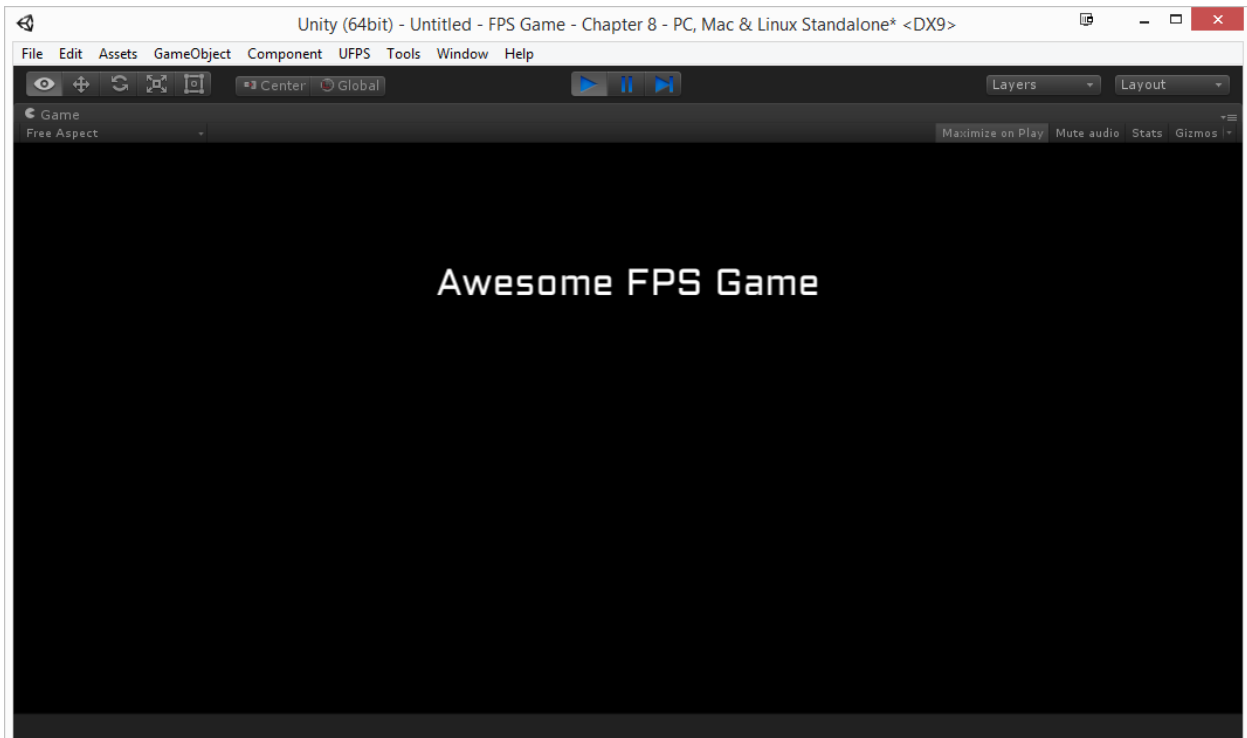 Unity (64bit) - Untitled - FPS Game - Chapter 8 - PC, Mac & Linux Standalone* <DX9>
File Edit Assets GameObject Component UFPS Tools Window Help
Center Global Layers Layout
Game
Free Aspect Maximize on Play Mute audio Stats Gizmos
Awesome FPS Game